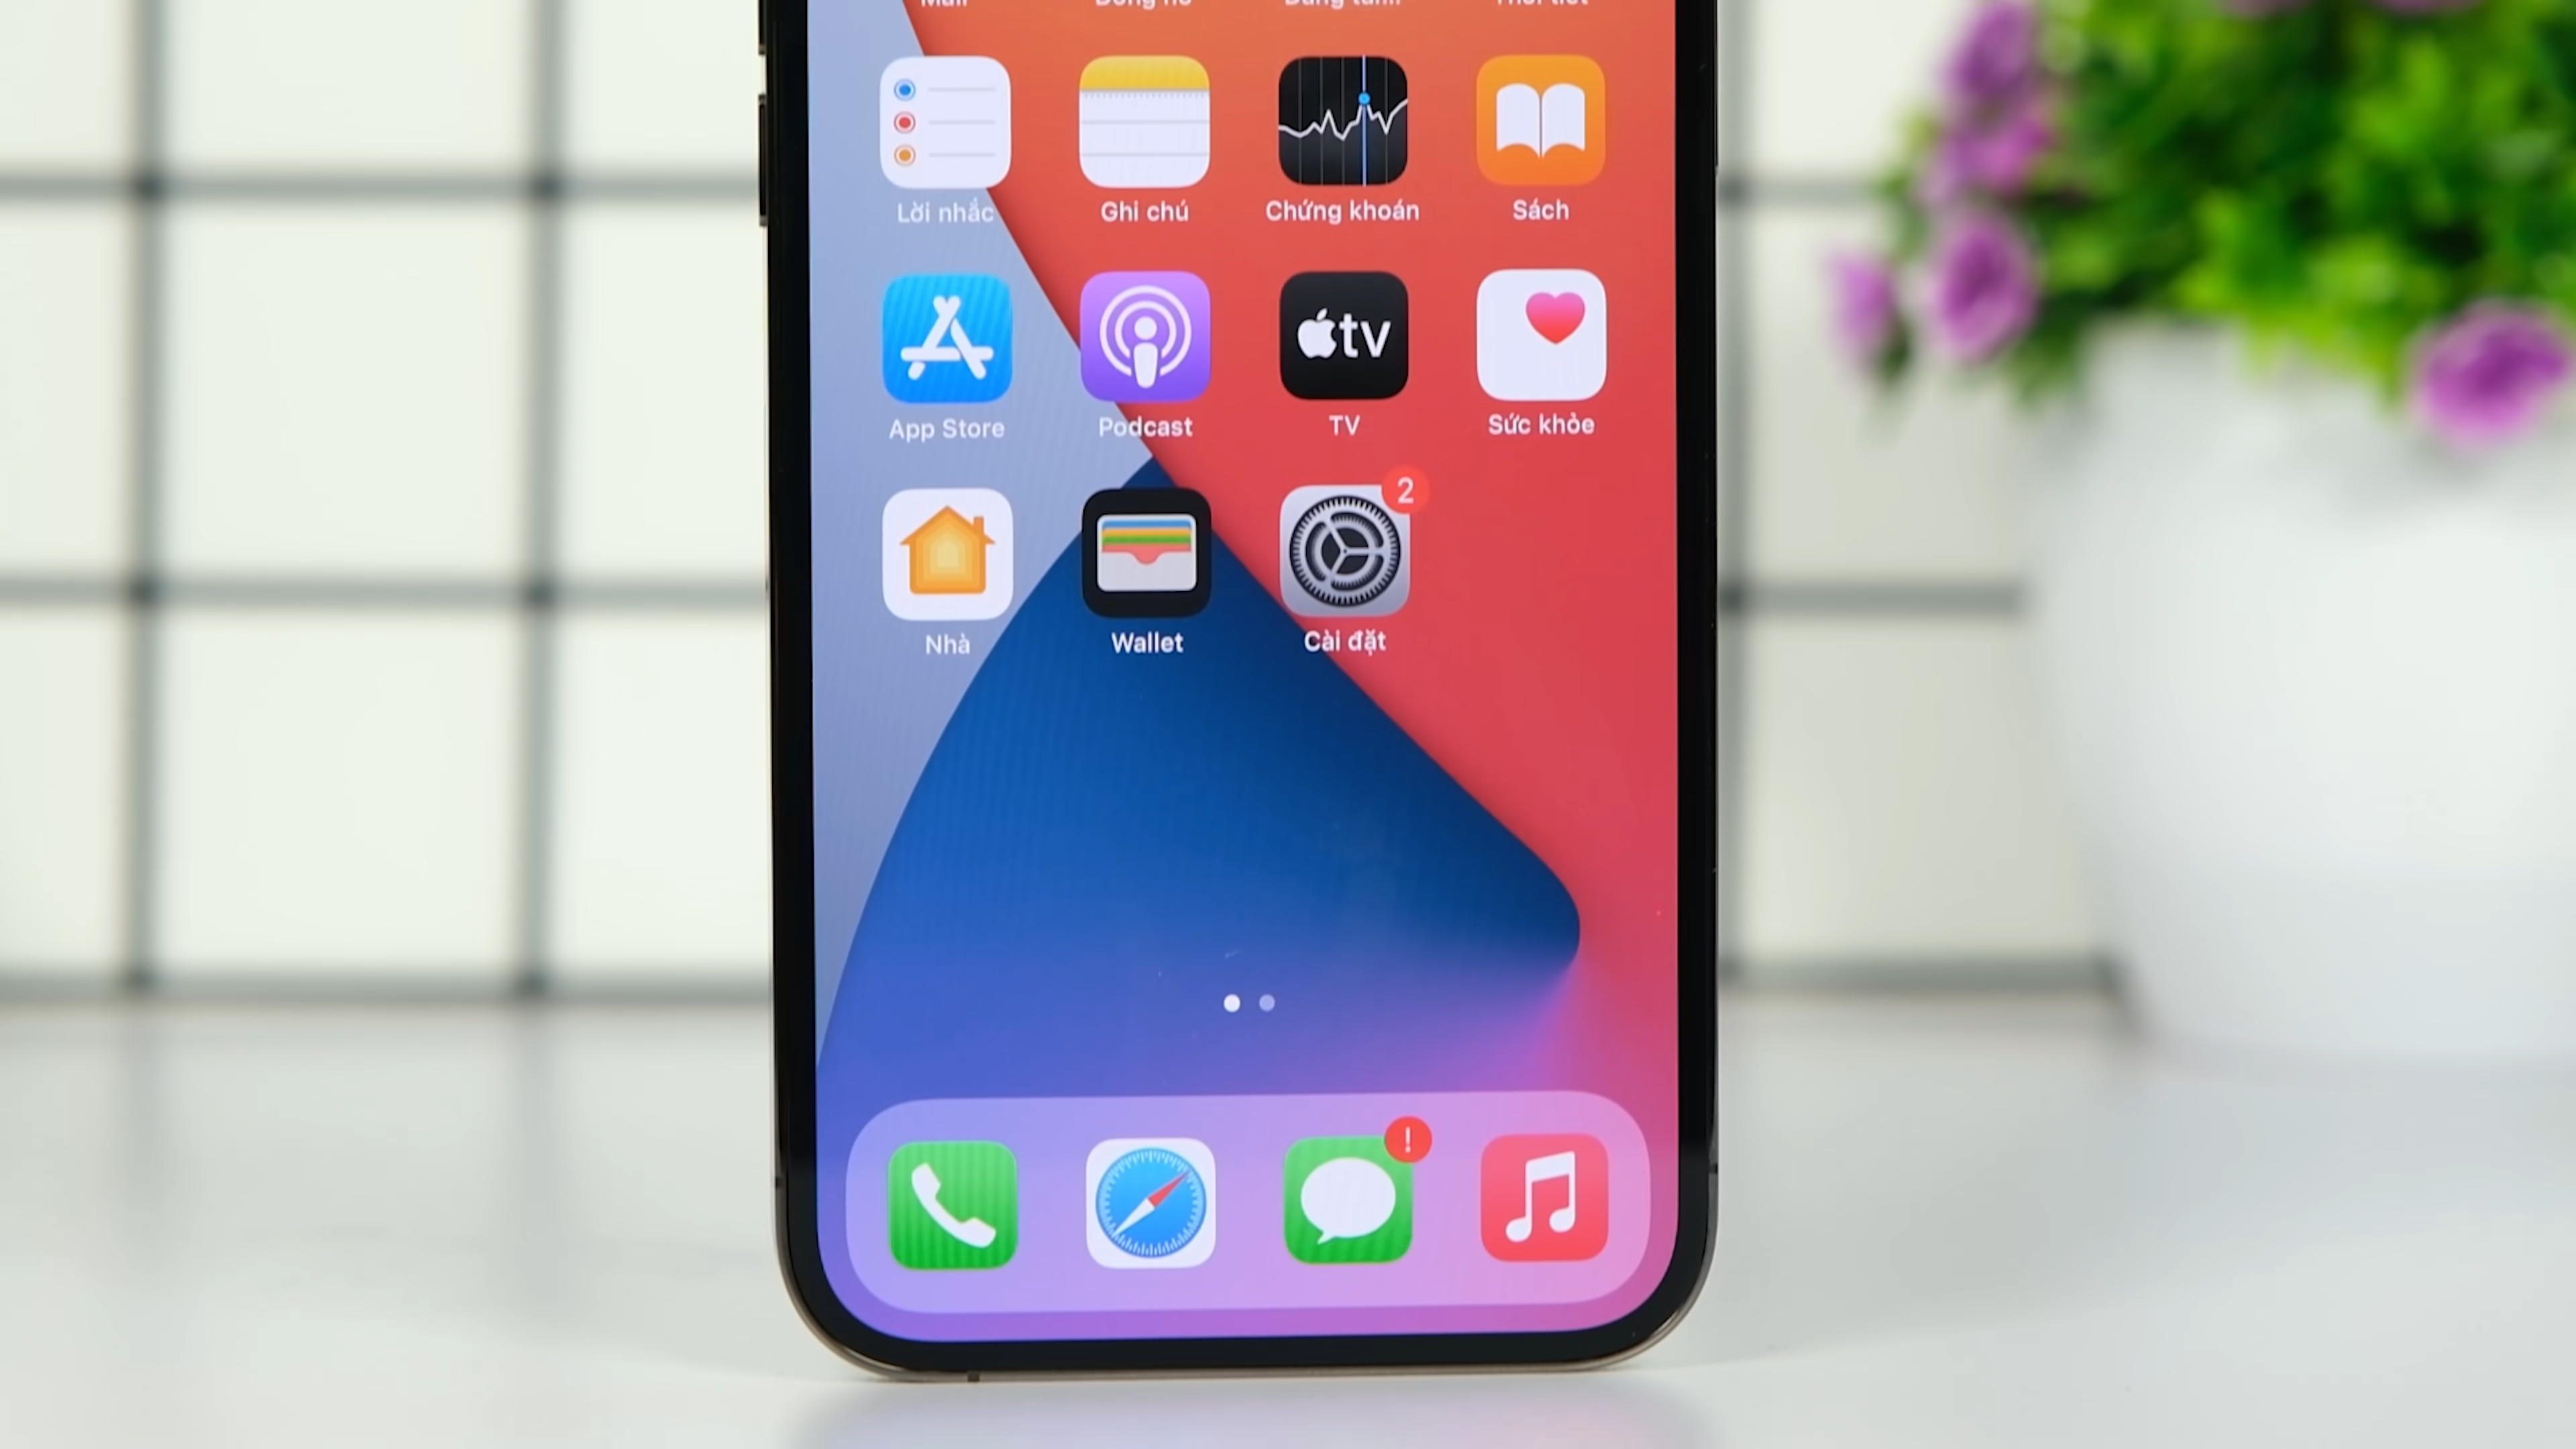 Lời nhắc Ghi chú Chứng khoán Sách
tv
App Store Podcast TV Sức khỏe
2
Nhà Wallet Cài đặt
!